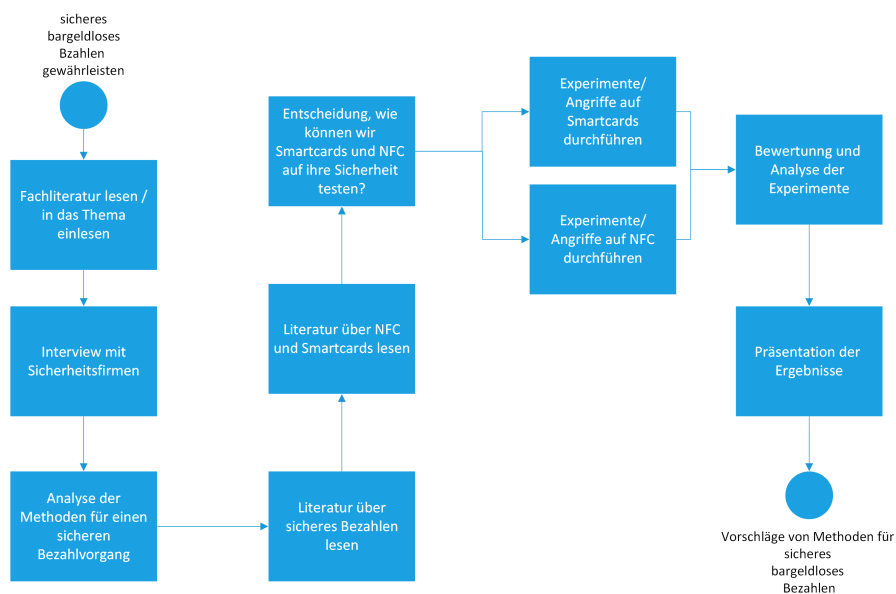 sicheres
bargeldloses
Bzahlen
gewährleisten
Fachliteratur lesen /
in das Thema
einlesen
Interview mit
Sicherheitsfirmen
Analyse der
Methoden für einen
sicheren
Bezahlvorgang
Literatur über
sicheres Bezahlen
lesen
Literatur über NFC
und Smartcards lesen
Entscheidung, wie
können wir
Smartcards und NFC
auf ihre Sicherheit
testen?
Experimente/
Angriffe auf
Smartcards
durchführen
Experimente/
Angriffe auf NFC
durchführen
Bewertunng und
Analyse der
Experimente
Präsentation der
Ergebnisse
Vorschläge von Methoden für
sicheres
bargeldloses
Bezahlen